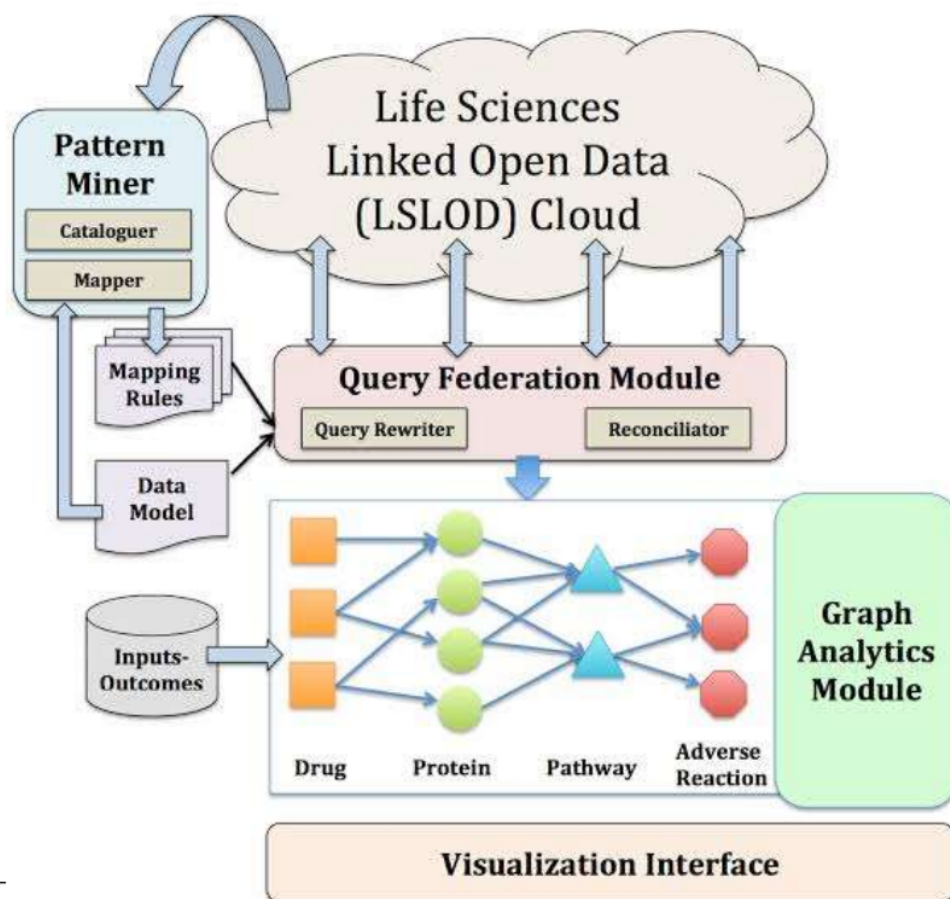 Life Sciences
Linked Open Data
(LSLOD) Cloud
Pattern
Miner
Cataloguer
Mapper
Mapping
Rules
Query Federation Module
Query Rewriter
Reconciliator
Data
Model
Inputs-
Outcomes
Graph
Analytics
Module
Drug
Protein
Pathway
Adverse
Reaction
Visualization Interface